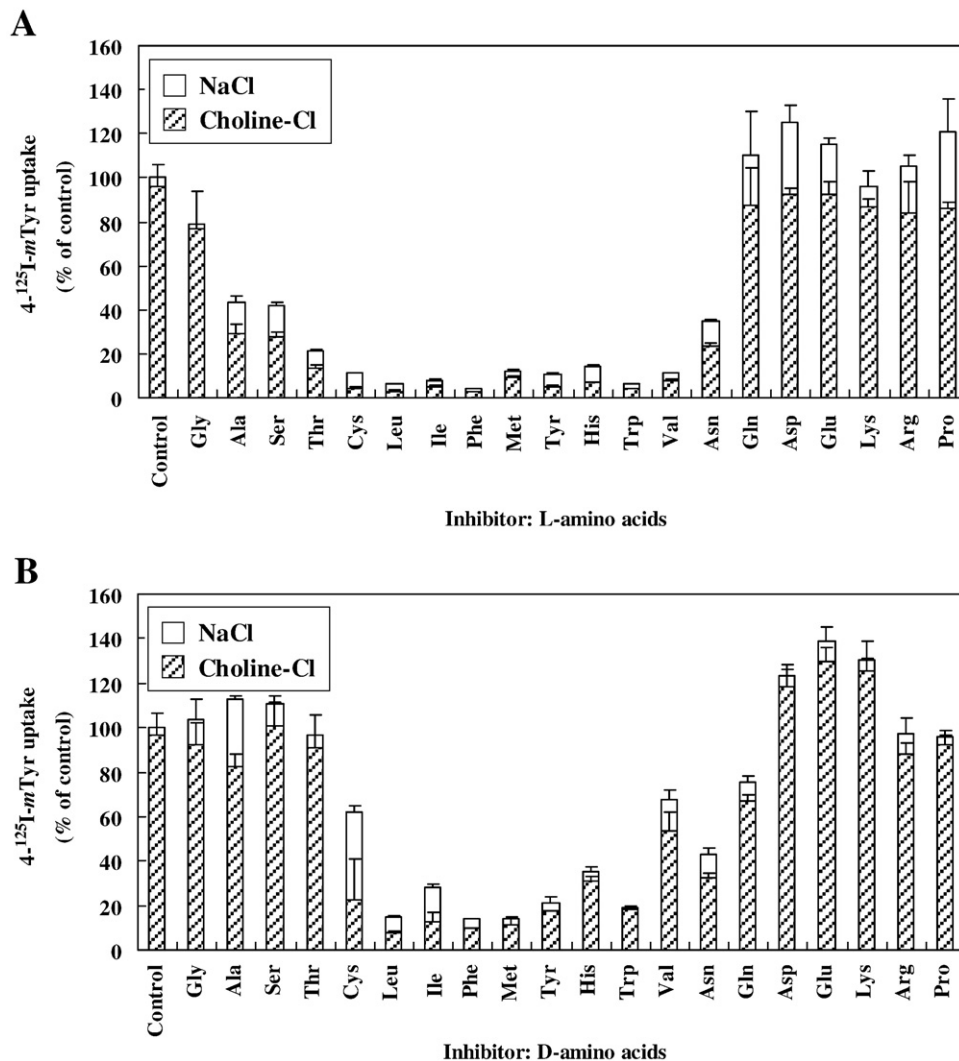 A
160
140
120
100
80
60
40
20
0
4-¹²⁵I-mTyr uptake
(% of control)
NaCl
Choline-Cl
Control Gly Ala Ser Thr Cys Leu Ile Phe Met Tyr His Trp Val Asn Gln Asp Glu Lys Arg Pro
Inhibitor: L-amino acids
B
160
140
120
100
80
60
40
20
0
4-¹²⁵I-mTyr uptake
(% of control)
NaCl
Choline-Cl
Control Gly Ala Ser Thr Cys Leu Ile Phe Met Tyr His Trp Val Asn Gln Asp Glu Lys Arg Pro
Inhibitor: D-amino acids